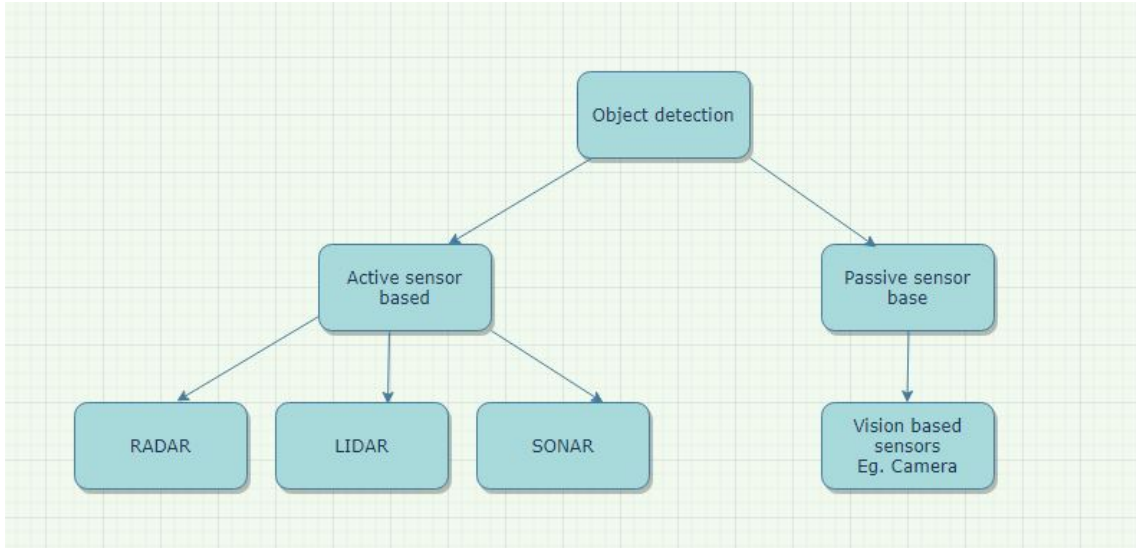 Object detection
Active sensor
based
Passive sensor
base
RADAR
LIDAR
SONAR
Vision based
sensors
Eg. Camera